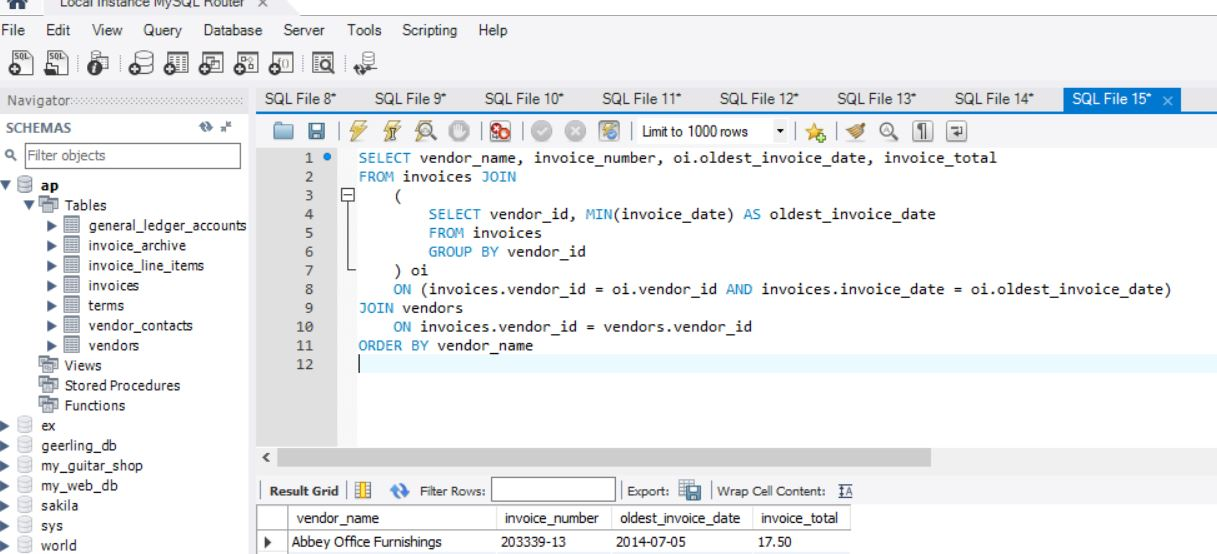 Local instance MySQL Router ×
File Edit View Query Database Server Tools Scripting Help
Navigator
SCHEMAS
Filter objects
ap
Tables
general_ledger_accounts
invoice_archive
invoice_line_items
invoices
terms
vendor_contacts
vendors
Views
Stored Procedures
Functions
ex
geerling_db
my_guitar_shop
my_web_db
sakila
sys
world
SQL File 8* SQL File 9* SQL File 10* SQL File 11* SQL File 12* SQL File 13* SQL File 14* SQL File 15* ×
Limit to 1000 rows
1 SELECT vendor_name, invoice_number, oi.oldest_invoice_date, invoice_total
2 FROM invoices JOIN
3 (
4 SELECT vendor_id, MIN(invoice_date) AS oldest_invoice_date
5 FROM invoices
6 GROUP BY vendor_id
7 ) oi
8 ON (invoices.vendor_id = oi.vendor_id AND invoices.invoice_date = oi.oldest_invoice_date)
9 JOIN vendors
10 ON invoices.vendor_id = vendors.vendor_id
11 ORDER BY vendor_name
12
Result Grid Filter Rows: Export: Wrap Cell Content:
vendor_name invoice_number oldest_invoice_date invoice_total
Abbey Office Furnishings 203339-13 2014-07-05 17.50